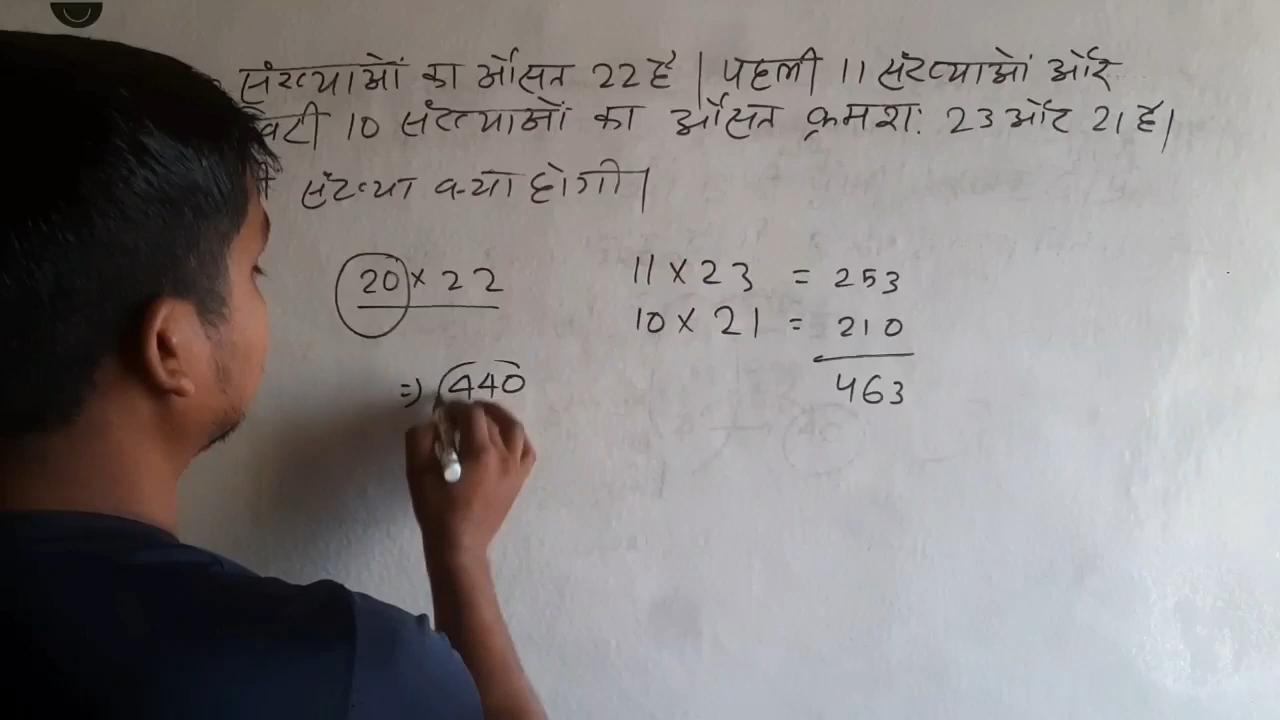 संख्याओं का औसत 22 है | पहली 11 संख्याओं और
10 संख्याओं का औसत क्रमश: 23 और 21 है|
संख्या क्या होगी|
20 × 22
11 × 23 = 253
10 × 21 = 210
463
=) 440